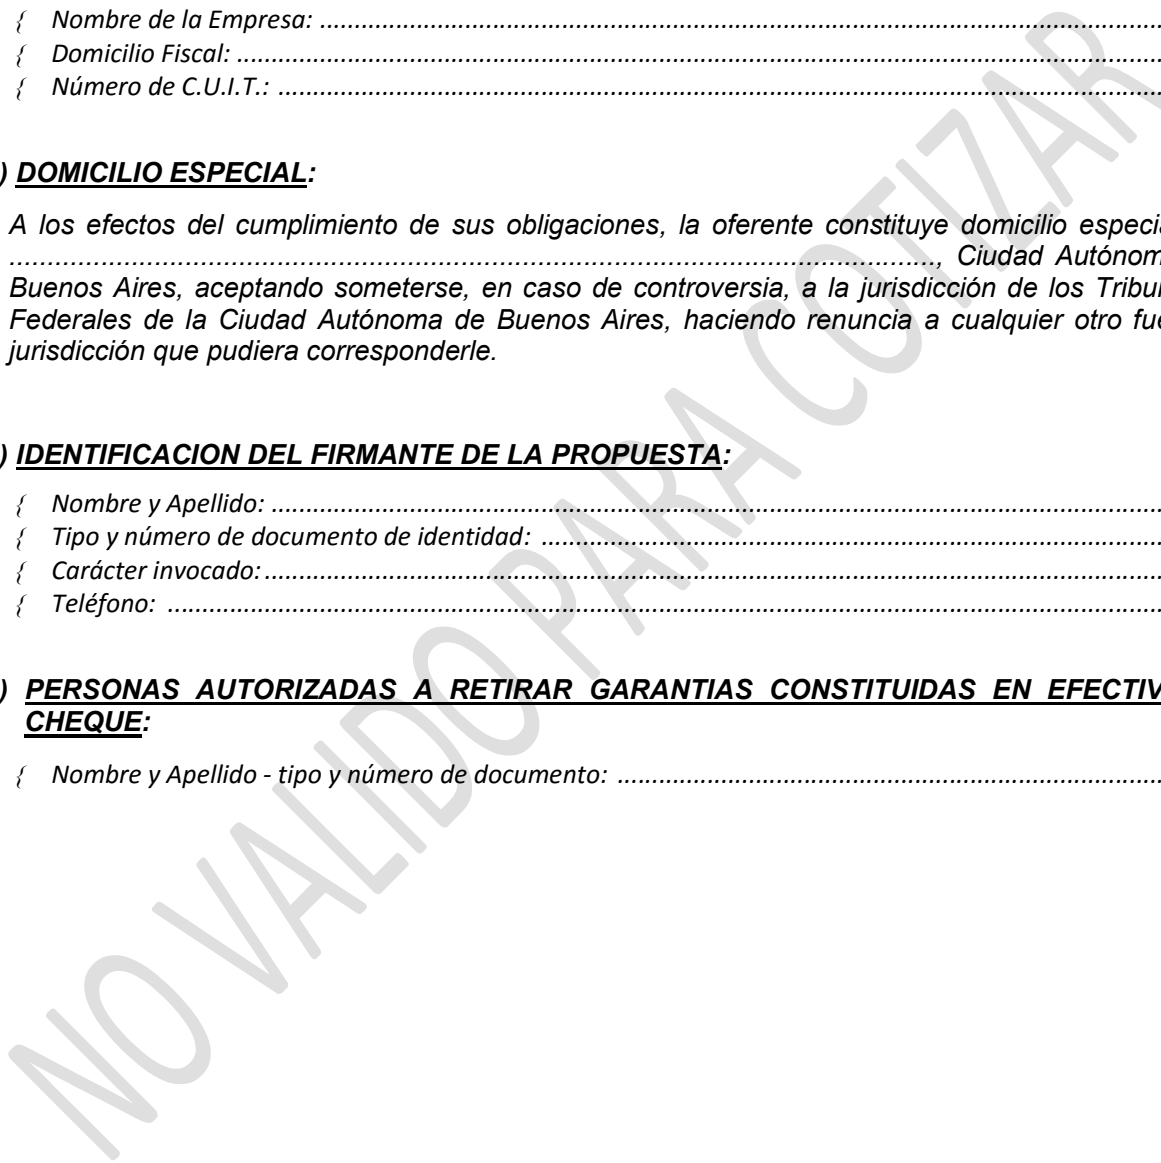 { Nombre de la Empresa: ................................................................................................................................
{ Domicilio Fiscal: ................................................................................................................................
{ Número de C.U.I.T.: ................................................................................................................................
) DOMICILIO ESPECIAL:
A los efectos del cumplimiento de sus obligaciones, la oferente constituye domicilio especia
........................................................................................................................, Ciudad Autónom
Buenos Aires, aceptando someterse, en caso de controversia, a la jurisdicción de los Tribu
Federales de la Ciudad Autónoma de Buenos Aires, haciendo renuncia a cualquier otro fue
jurisdicción que pudiera corresponderle.
) IDENTIFICACION DEL FIRMANTE DE LA PROPUESTA:
{ Nombre y Apellido: ................................................................................................................................
{ Tipo y número de documento de identidad: ..........................................................................................
{ Carácter invocado: ................................................................................................................................
{ Teléfono: ................................................................................................................................
) PERSONAS AUTORIZADAS A RETIRAR GARANTIAS CONSTITUIDAS EN EFECTIV
CHEQUE:
{ Nombre y Apellido - tipo y número de documento: ................................................................................
NO VALIDO PARA COTIZAR